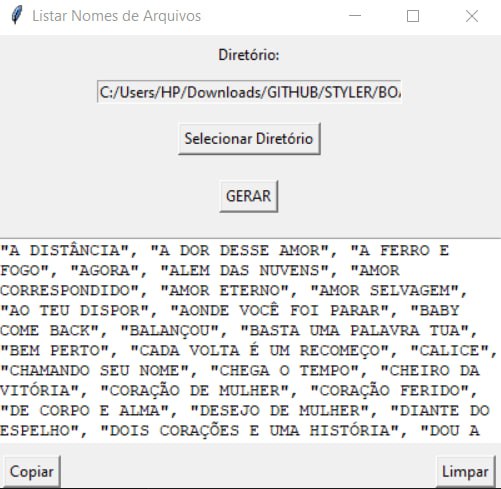 Listar Nomes de Arquivos
Diretório:
C:/Users/HP/Downloads/GITHUB/STYLER/BO
Selecionar Diretório
GERAR
"A DISTÂNCIA", "A DOR DESSE AMOR", "A FERRO E
FOGO", "AGORA", "ALEM DAS NUVENS", "AMOR
CORRESPONDIDO", "AMOR ETERNO", "AMOR SELVAGEM",
"AO TEU DISPOR", "AONDE VOCÊ FOI PARAR", "BABY
COME BACK", "BALANÇOU", "BASTA UMA PALAVRA TUA",
"BEM PERTO", "CADA VOLTA É UM RECOMEÇO", "CALICE",
"CHAMANDO SEU NOME", "CHEGA O TEMPO", "CHEIRO DA
VITÓRIA", "CORAÇÃO DE MULHER", "CORAÇÃO FERIDO",
"DE CORPO E ALMA", "DESEJO DE MULHER", "DIANTE DO
ESPELHO", "DOIS CORAÇÕES E UMA HISTÓRIA", "DOU A
Copiar
Limpar